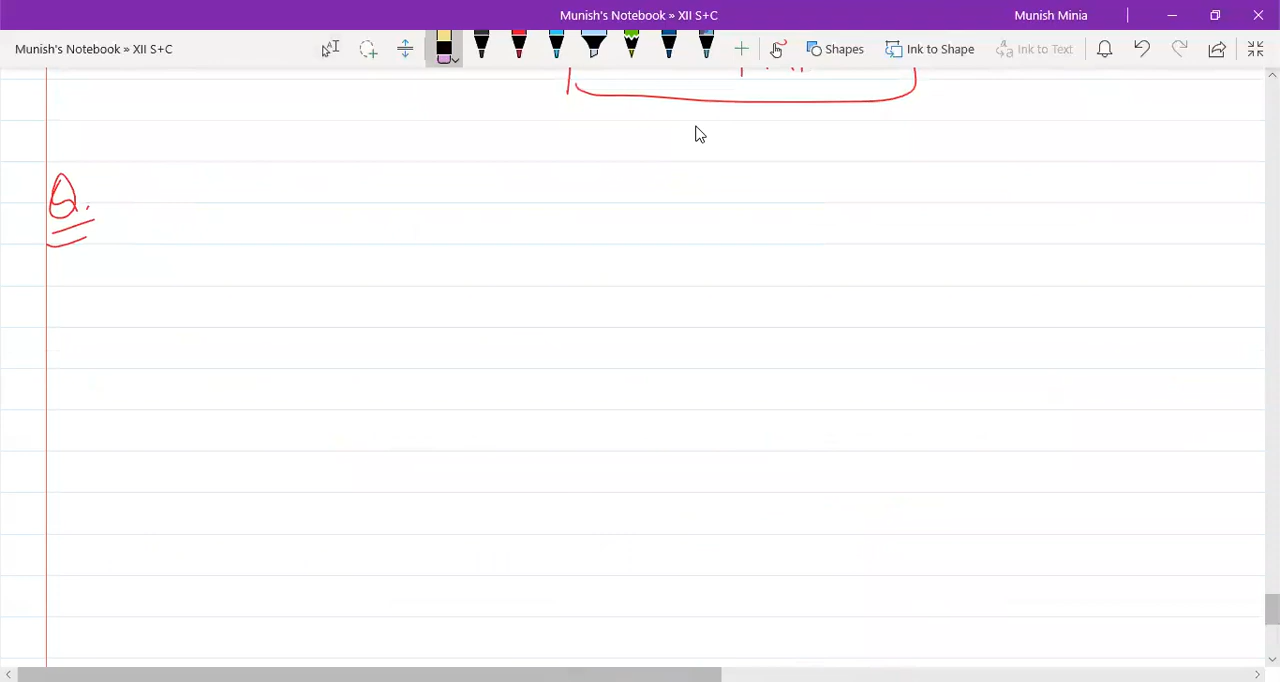 Munish's Notebook » XII S+C
Munish Minia
Munish's Notebook » XII S+C
Shapes
Ink to Shape
Ink to Text
Q.